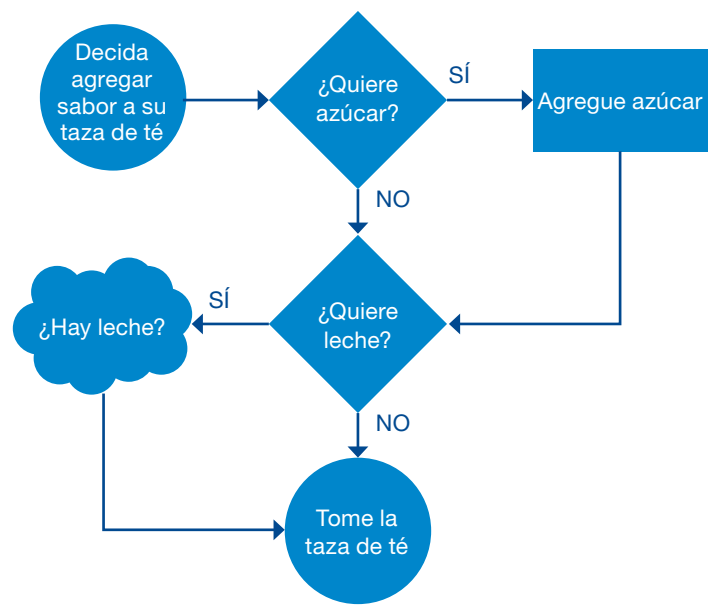 Decida
agregar
sabor a su
taza de té
¿Quiere
azúcar?
SÍ
Agregue azúcar
NO
¿Hay leche?
SÍ
¿Quiere
leche?
NO
Tome la
taza de té